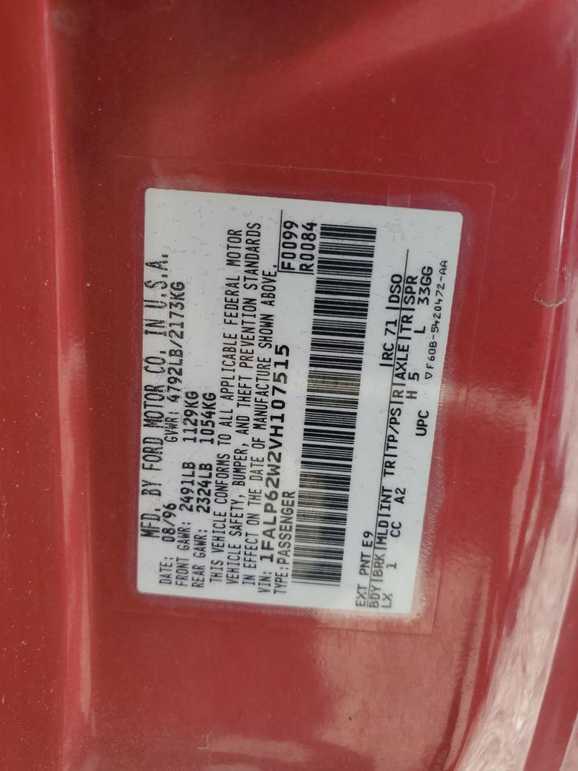 MFD. BY FORD MOTOR CO. IN U.S.A.
DATE: 08/96 GVWR: 4792LB/2173KG
FRONT GAWR: 2491LB 1129KG
REAR GAWR: 2324LB 1054KG
THIS VEHICLE CONFORMS TO ALL APPLICABLE FEDERAL MOTOR
VEHICLE SAFETY, BUMPER, AND THEFT PREVENTION STANDARDS
IN EFFECT ON THE DATE OF MANUFACTURE SHOWN ABOVE.
VIN: 1FALP62W2VH107515
TYPE: PASSENGER
F0099
R0084
EXT PNT E9 RC 71 DSO
BDY BRK MLD INT TR TP/PS R AXLE TR SPR
LX 1 CC A2 H 5 L 33GG
UPC
▽F6DB-5420472-AA